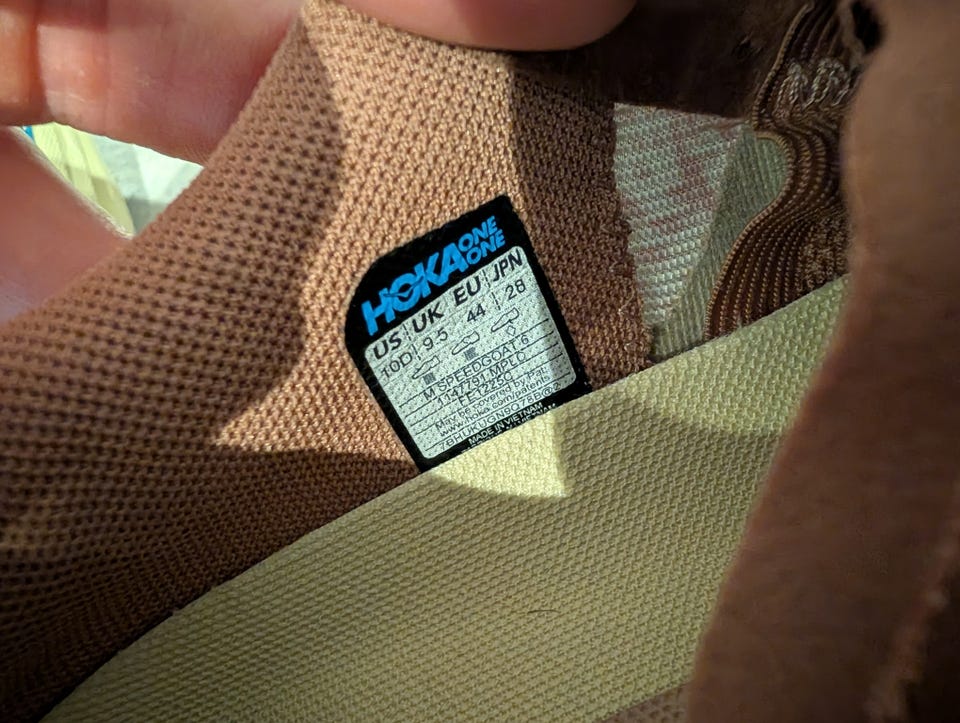 HOKA ONE ONE
US UK EU JPN
10D 9.5 44 28
M SPEEDGOAT 6
1147791 MPLD
May be covered by Pat:
www.hoka.com/patents
MADE IN VIETNAM